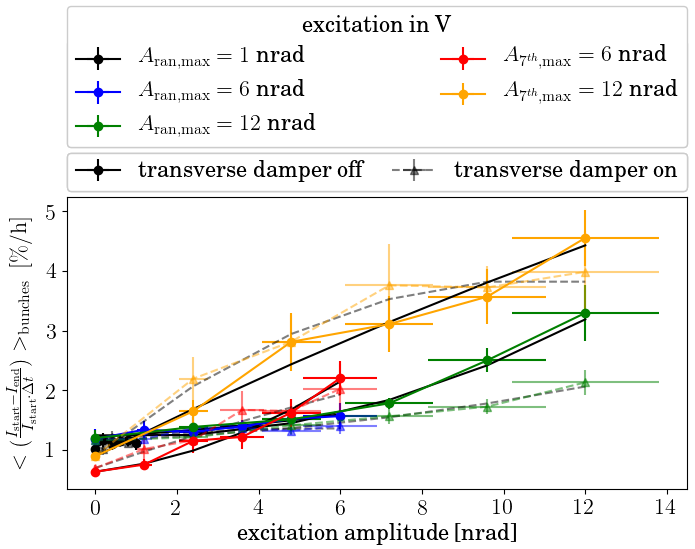 excitation in V
A_ran,max = 1 nrad
A_ran,max = 6 nrad
A_ran,max = 12 nrad
A_7th,max = 6 nrad
A_7th,max = 12 nrad
transverse damper off
transverse damper on
< (I_start−I_end / I_start·Δt) >_bunches [%/h]
5
4
3
2
1
0 2 4 6 8 10 12 14
excitation amplitude [nrad]